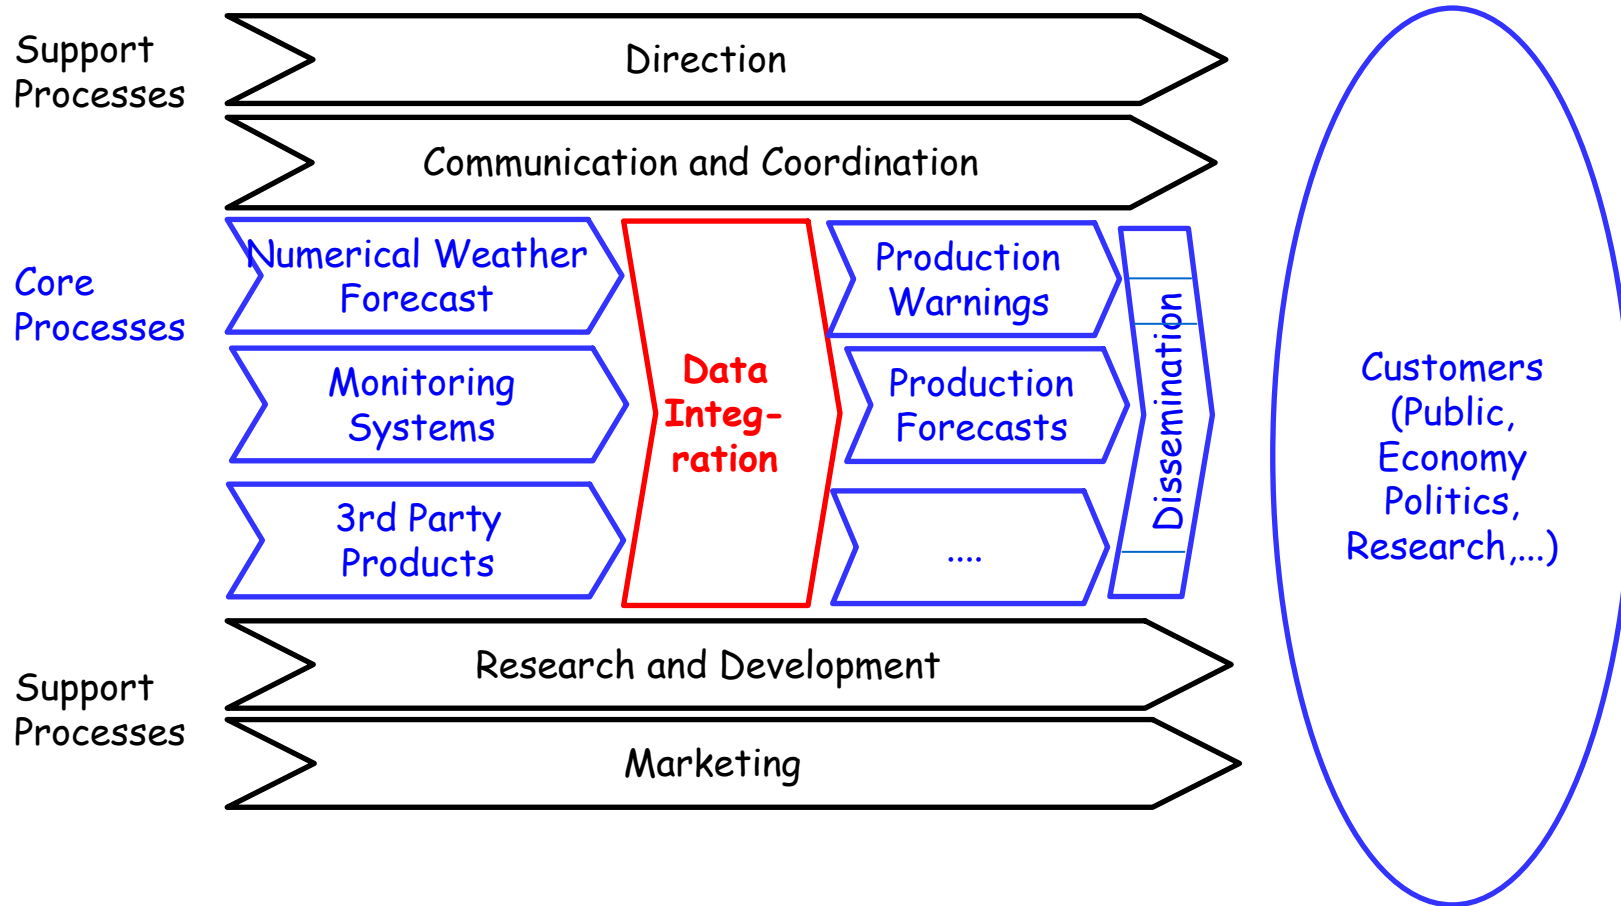 Support
Processes
Direction
Communication and Coordination
Core
Processes
Numerical Weather
Forecast
Monitoring
Systems
3rd Party
Products
Data
Integ-
ration
Production
Warnings
Production
Forecasts
....
Dissemination
Customers
(Public,
Economy
Politics,
Research,...)
Support
Processes
Research and Development
Marketing